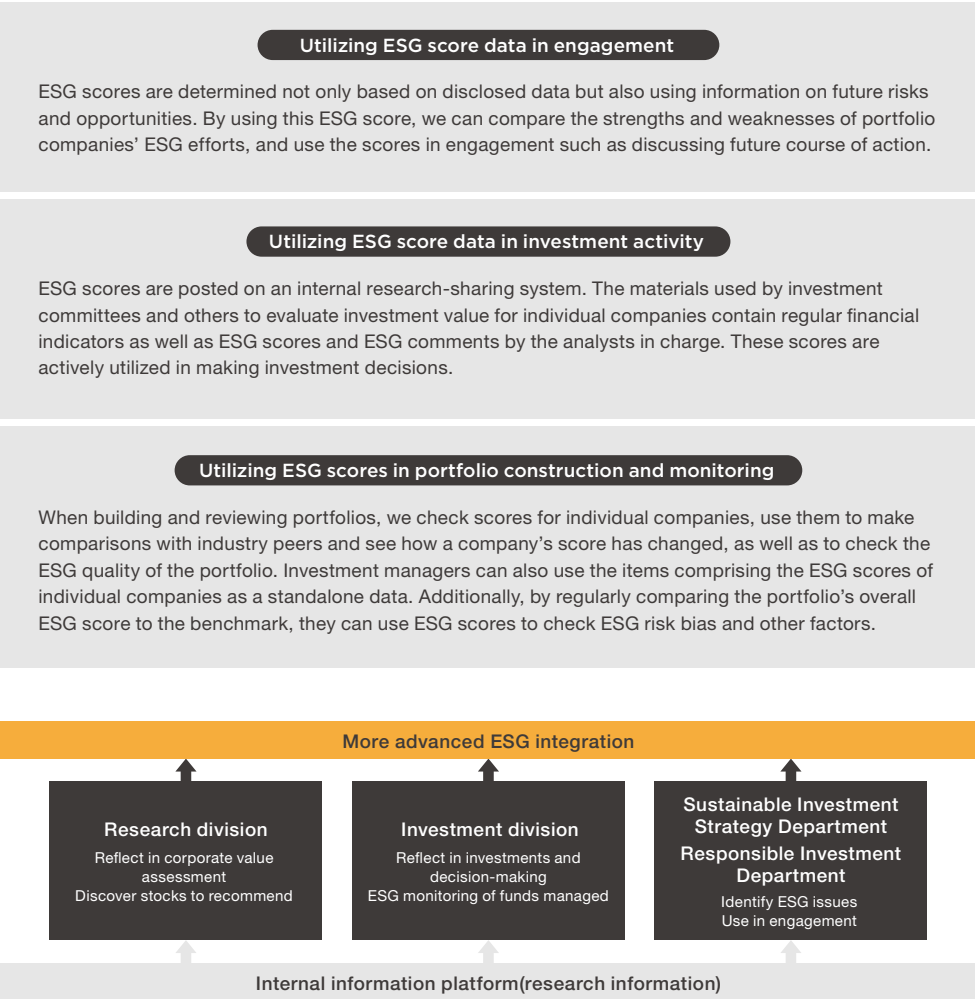 Utilizing ESG score data in engagement
ESG scores are determined not only based on disclosed data but also using information on future risks
and opportunities. By using this ESG score, we can compare the strengths and weaknesses of portfolio
companies' ESG efforts, and use the scores in engagement such as discussing future course of action.
Utilizing ESG score data in investment activity
ESG scores are posted on an internal research-sharing system. The materials used by investment
committees and others to evaluate investment value for individual companies contain regular financial
indicators as well as ESG scores and ESG comments by the analysts in charge. These scores are
actively utilized in making investment decisions.
Utilizing ESG scores in portfolio construction and monitoring
When building and reviewing portfolios, we check scores for individual companies, use them to make
comparisons with industry peers and see how a company's score has changed, as well as to check the
ESG quality of the portfolio. Investment managers can also use the items comprising the ESG scores of
individual companies as a standalone data. Additionally, by regularly comparing the portfolio's overall
ESG score to the benchmark, they can use ESG scores to check ESG risk bias and other factors.
More advanced ESG integration
Research division
Reflect in corporate value
assessment
Discover stocks to recommend
Investment division
Reflect in investments and
decision-making
ESG monitoring of funds managed
Sustainable Investment
Strategy Department
Responsible Investment
Department
Identify ESG issues
Use in engagement
Internal information platform(research information)